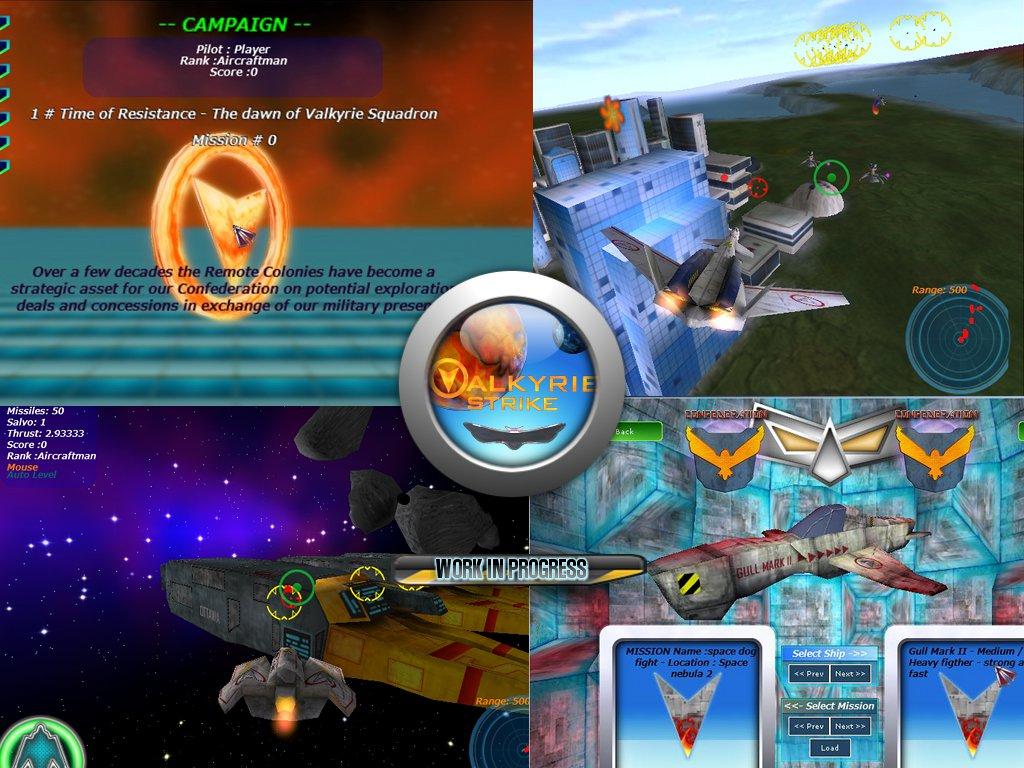 -- CAMPAIGN --
Pilot : Player
Rank :Aircraftman
Score :0
1 # Time of Resistance - The dawn of Valkyrie Squadron
Mission # 0
Over a few decades the Remote Colonies have become a
strategic asset for our Confederation on potential exploration
deals and concessions in exchange of our military presen
Range: 500
VALKYRIE
STRIKE
Missiles: 50
Salvo: 1
Thrust: 2.93333
Score :0
Rank :Aircraftman
Mouse
Auto Level
WORK IN PROGRESS
Range: 500
Back
CONFEDERATION
CONFEDERATION
GULL MARK II
MISSION Name :space dog
fight - Location : Space
nebula 2
Select Ship ->>
<< Prev Next >>
<<- Select Mission
<< Prev Next >>
Load
Gull Mark II - Medium /
Heavy figther - strong a
fast